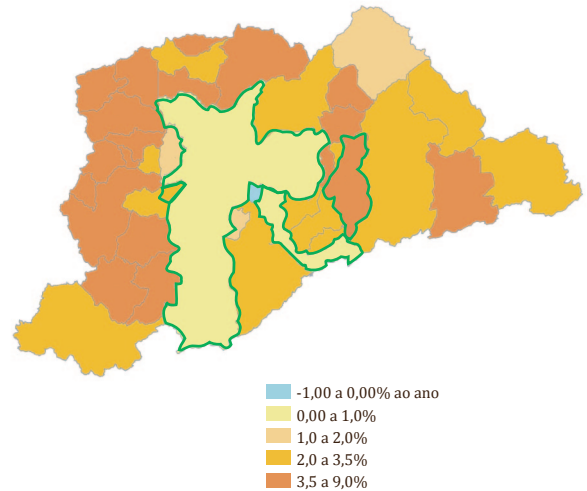 -1,00 a 0,00% ao ano
0,00 a 1,0%
1,0 a 2,0%
2,0 a 3,5%
3,5 a 9,0%